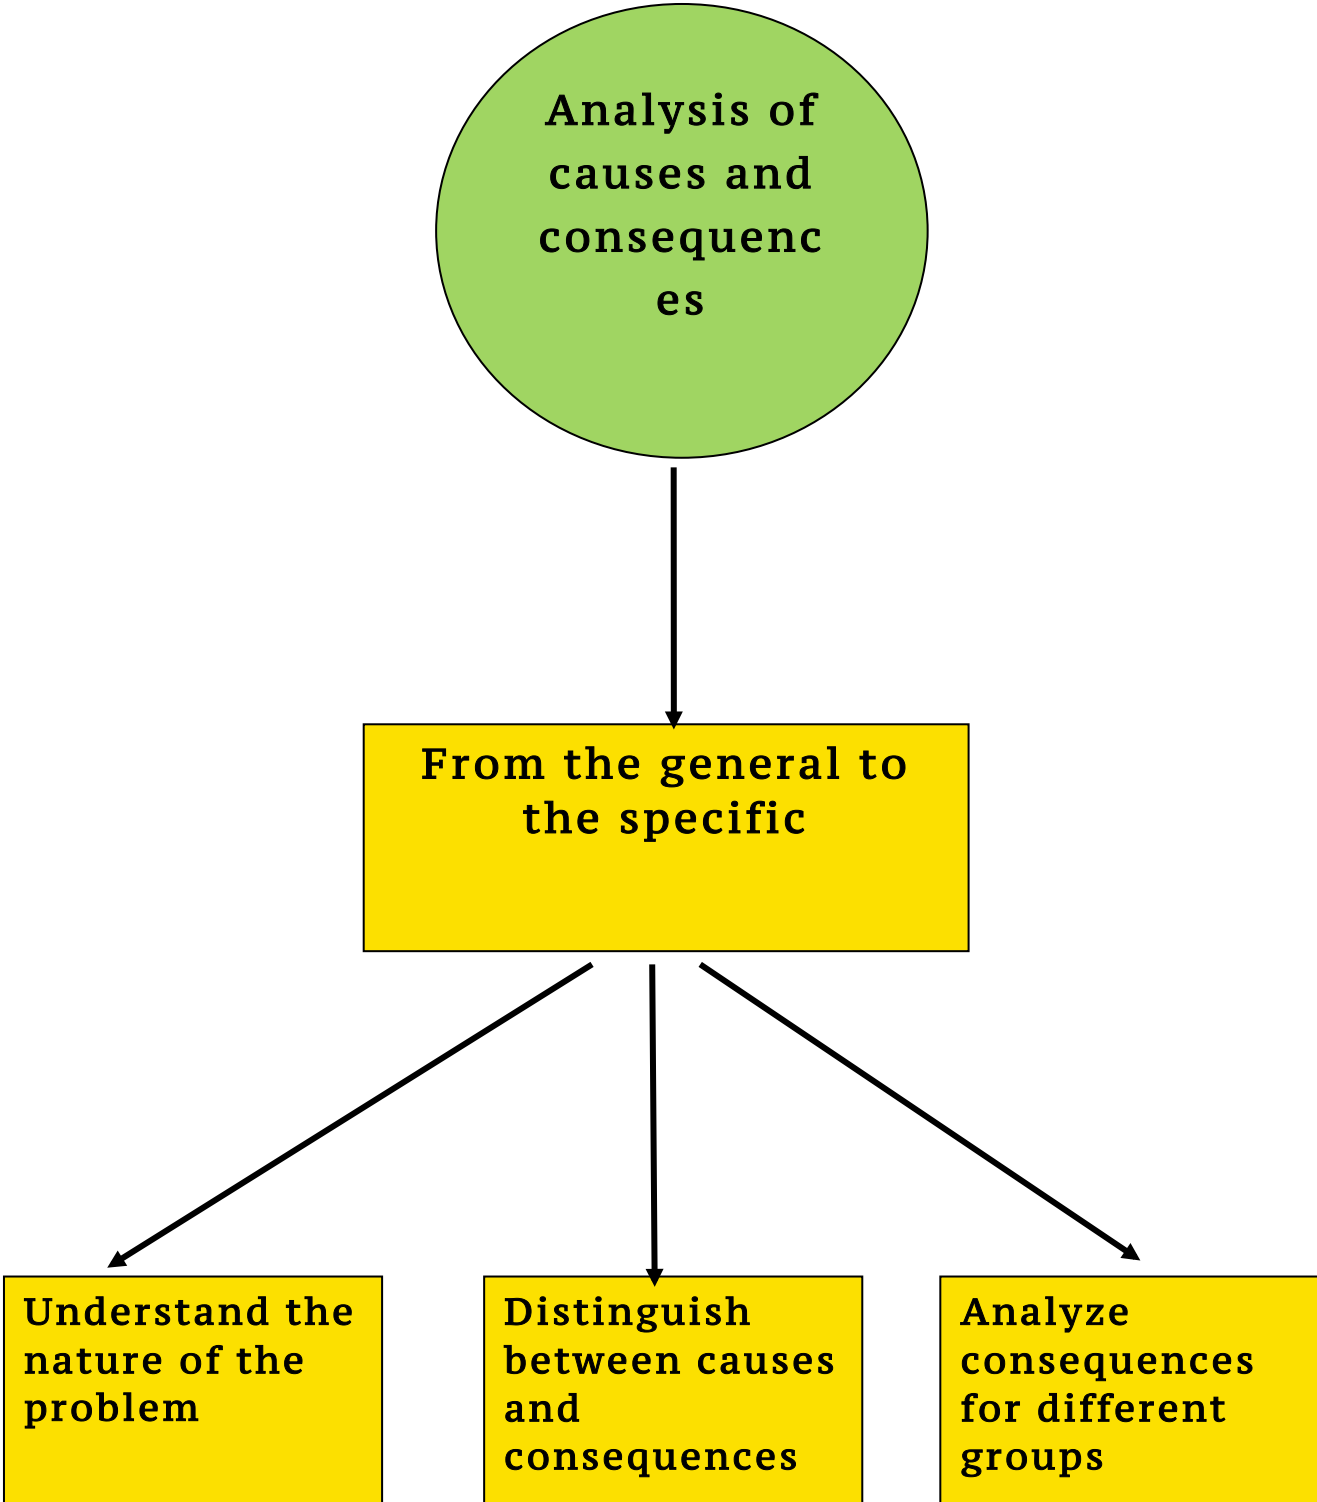 Analysis of
causes and
consequenc
es
From the general to
the specific
Understand the
nature of the
problem
Distinguish
between causes
and
consequences
Analyze
consequences
for different
groups